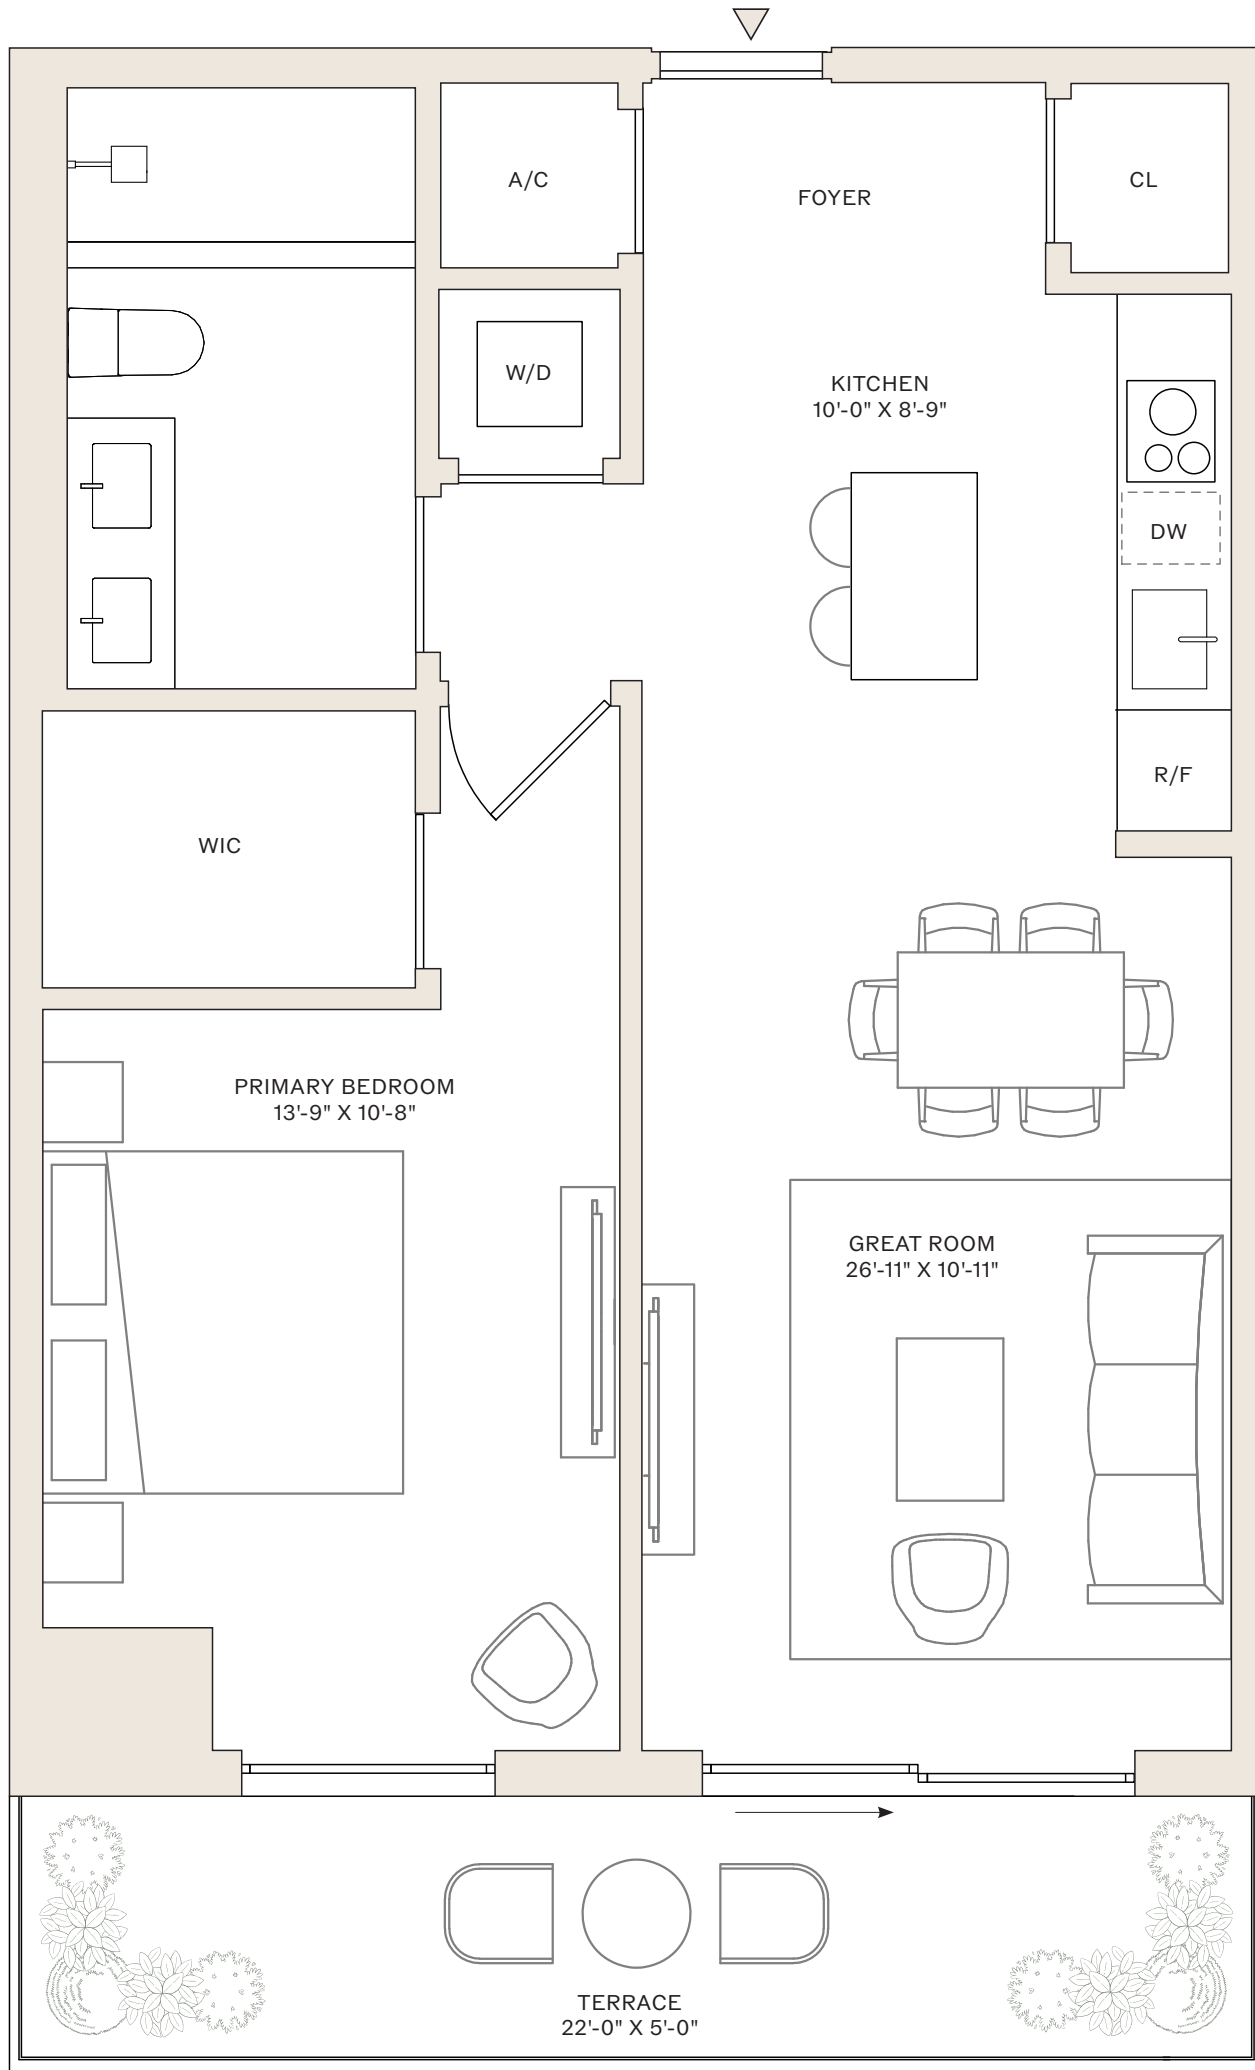 A/C
FOYER
CL
W/D
KITCHEN
10'-0" X 8'-9"
DW
R/F
WIC
PRIMARY BEDROOM
13'-9" X 10'-8"
GREAT ROOM
26'-11" X 10'-11"
TERRACE
22'-0" X 5'-0"